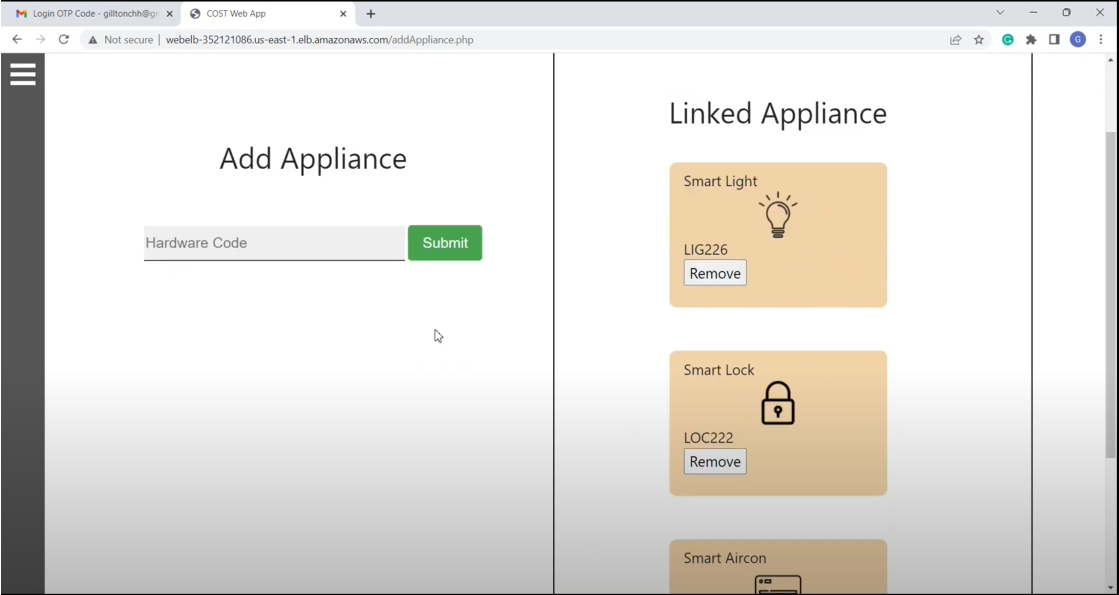 Login OTP Code - gilltonchh@gr
COST Web App
Not secure | webelb-352121086.us-east-1.elb.amazonaws.com/addAppliance.php
G
Add Appliance
Hardware Code
Submit
Linked Appliance
Smart Light
LIG226
Remove
Smart Lock
LOC222
Remove
Smart Aircon